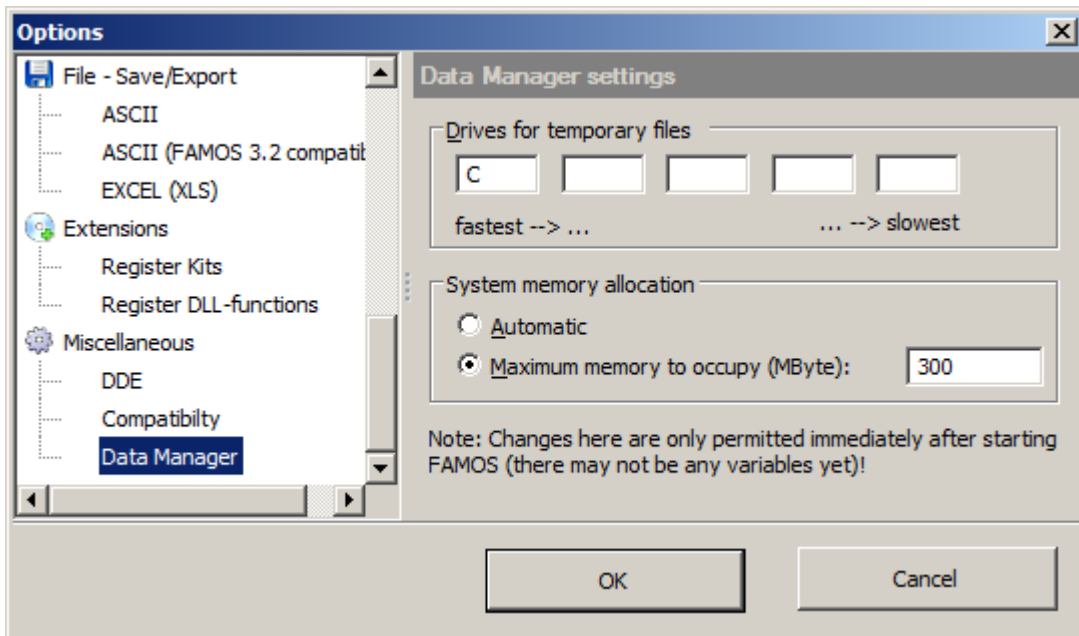 Options
File - Save/Export
ASCII
ASCII (FAMOS 3.2 compatib
EXCEL (XLS)
Extensions
Register Kits
Register DLL-functions
Miscellaneous
DDE
Compatibilty
Data Manager
Data Manager settings
Drives for temporary files
C
fastest --> ... ... --> slowest
System memory allocation
Automatic
Maximum memory to occupy (MByte): 300
Note: Changes here are only permitted immediately after starting
FAMOS (there may not be any variables yet)!
OK Cancel